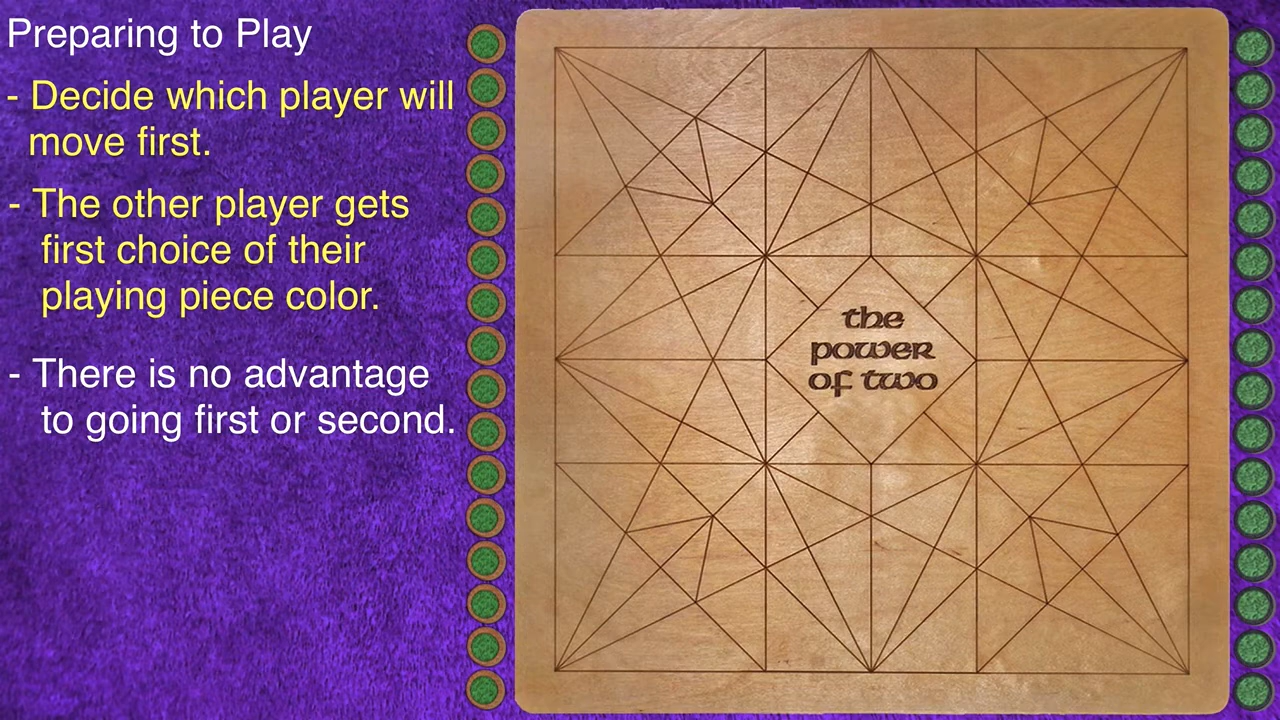 Preparing to Play
- Decide which player will
move first.
- The other player gets
first choice of their
playing piece color.
- There is no advantage
to going first or second.
the
power
of two